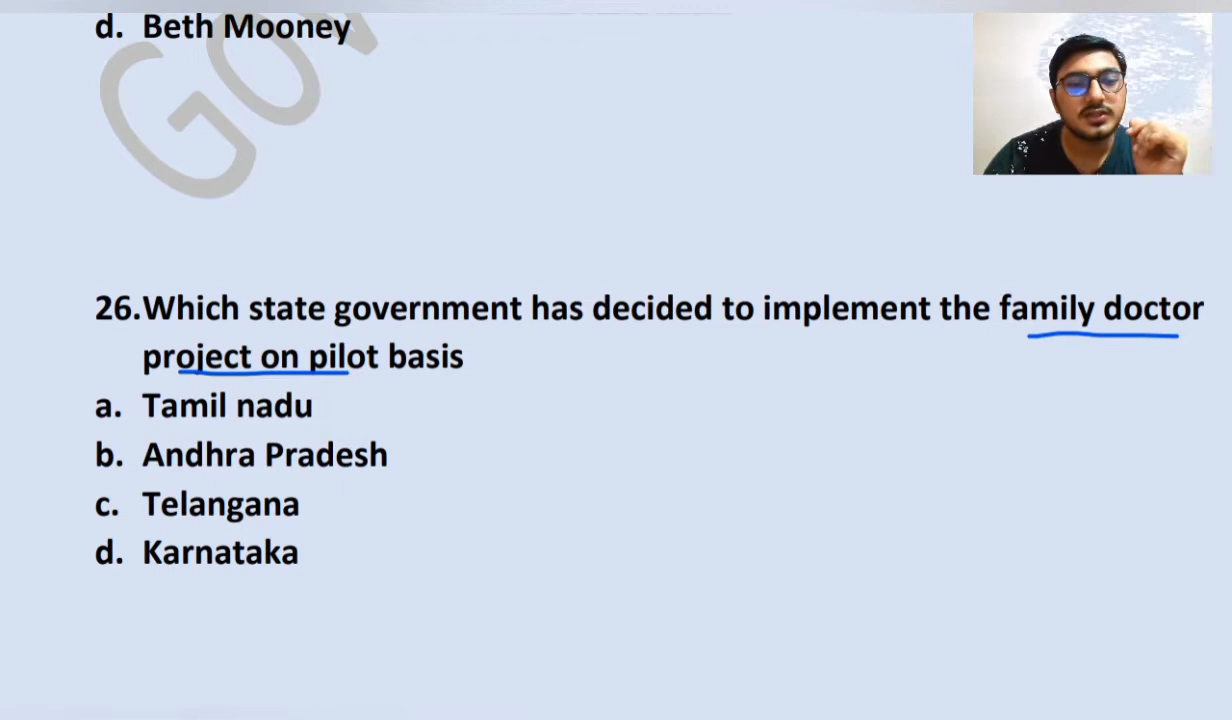 d. Beth Mooney
Gov
26.Which state government has decided to implement the family doctor
project on pilot basis
a. Tamil nadu
b. Andhra Pradesh
c. Telangana
d. Karnataka